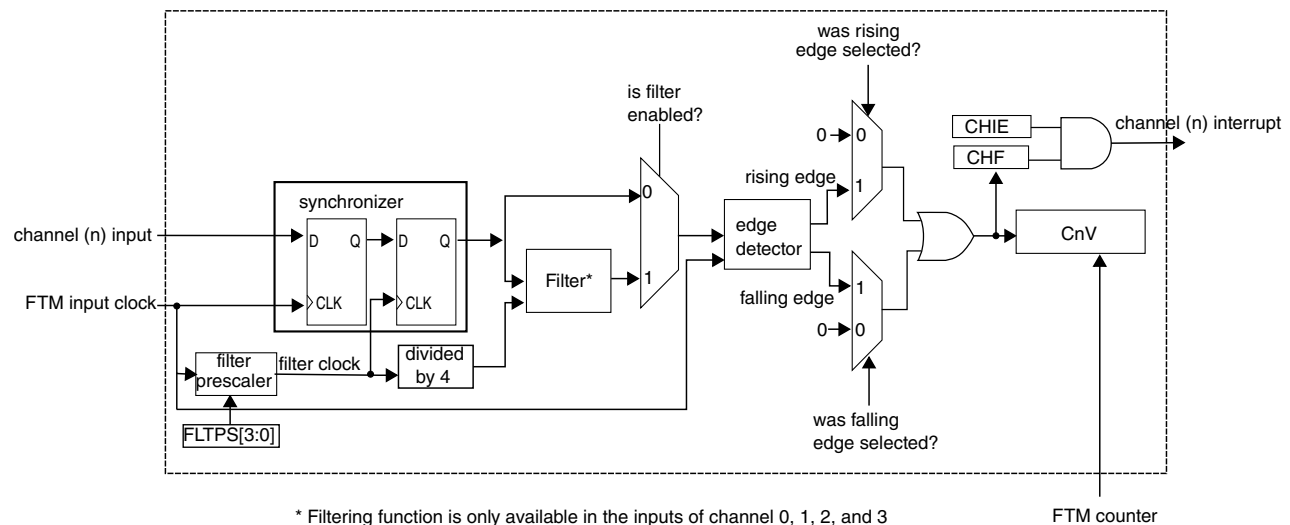 was rising
edge selected?
is filter
enabled?
0
0
CHIE
channel (n) interrupt
CHF
rising edge
1
0
synchronizer
channel (n) input
D
Q
D
Q
edge
detector
CnV
Filter*
1
FTM input clock
CLK
CLK
falling edge
1
0
0
filter
prescaler
filter clock
divided
by 4
FLTPS[3:0]
was falling
edge selected?
* Filtering function is only available in the inputs of channel 0, 1, 2, and 3
FTM counter